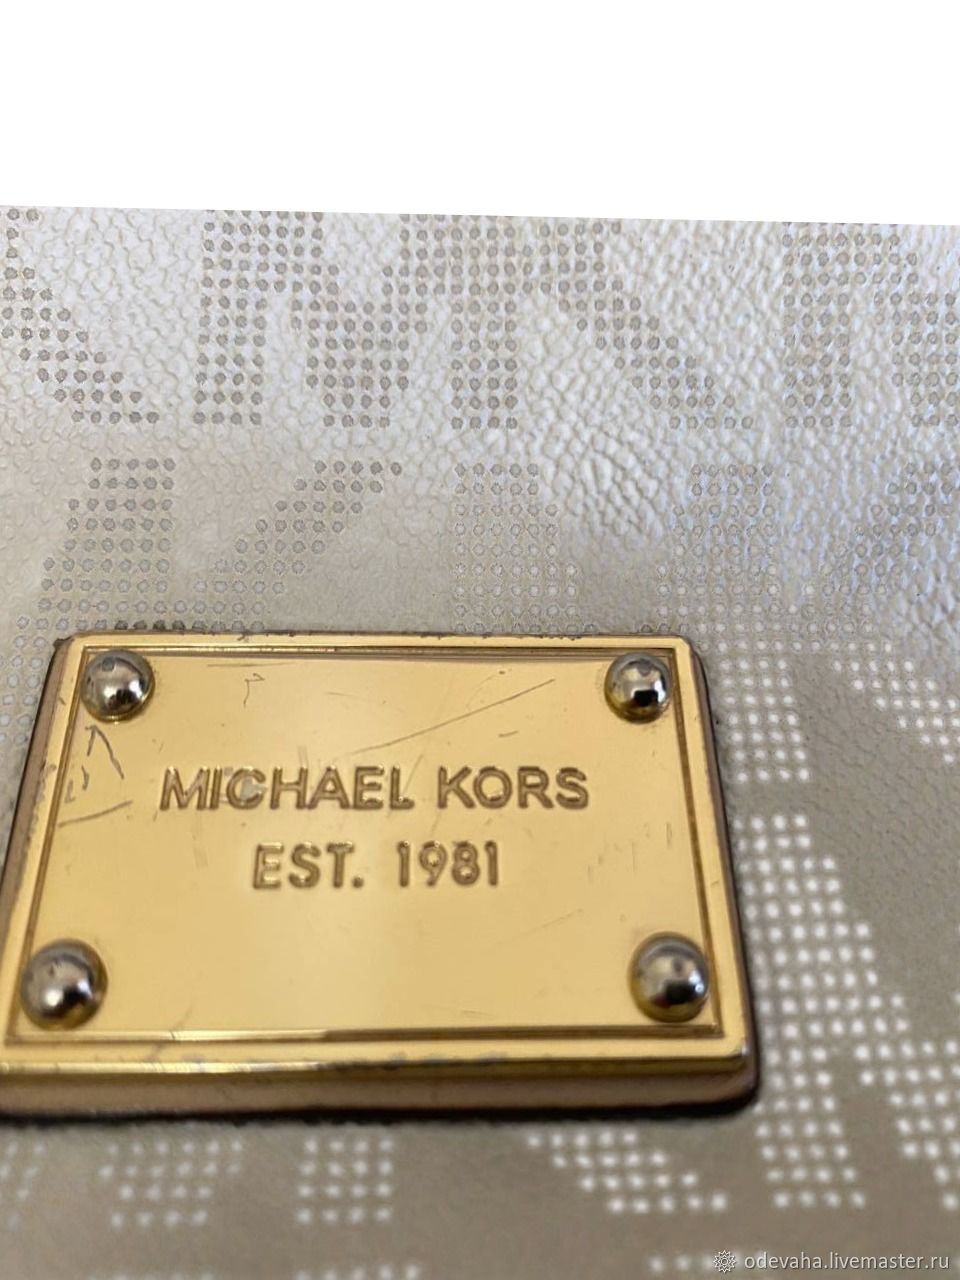 MICHAEL KORS
EST. 1981
odevaha.livemaster.ru